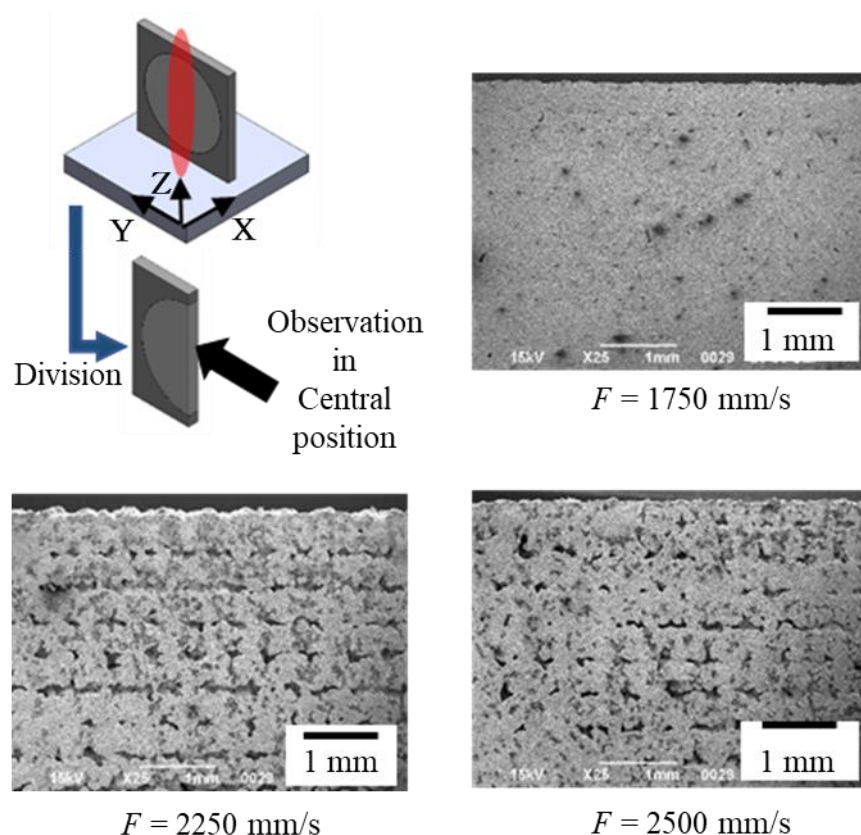 Z
Y
X
Division
Observation
in
Central
position
15kV X25 1mm 0029
1 mm
F = 1750 mm/s
15kV X25 1mm 0029
1 mm
F = 2250 mm/s
15kV X25 1mm 0029
1 mm
F = 2500 mm/s